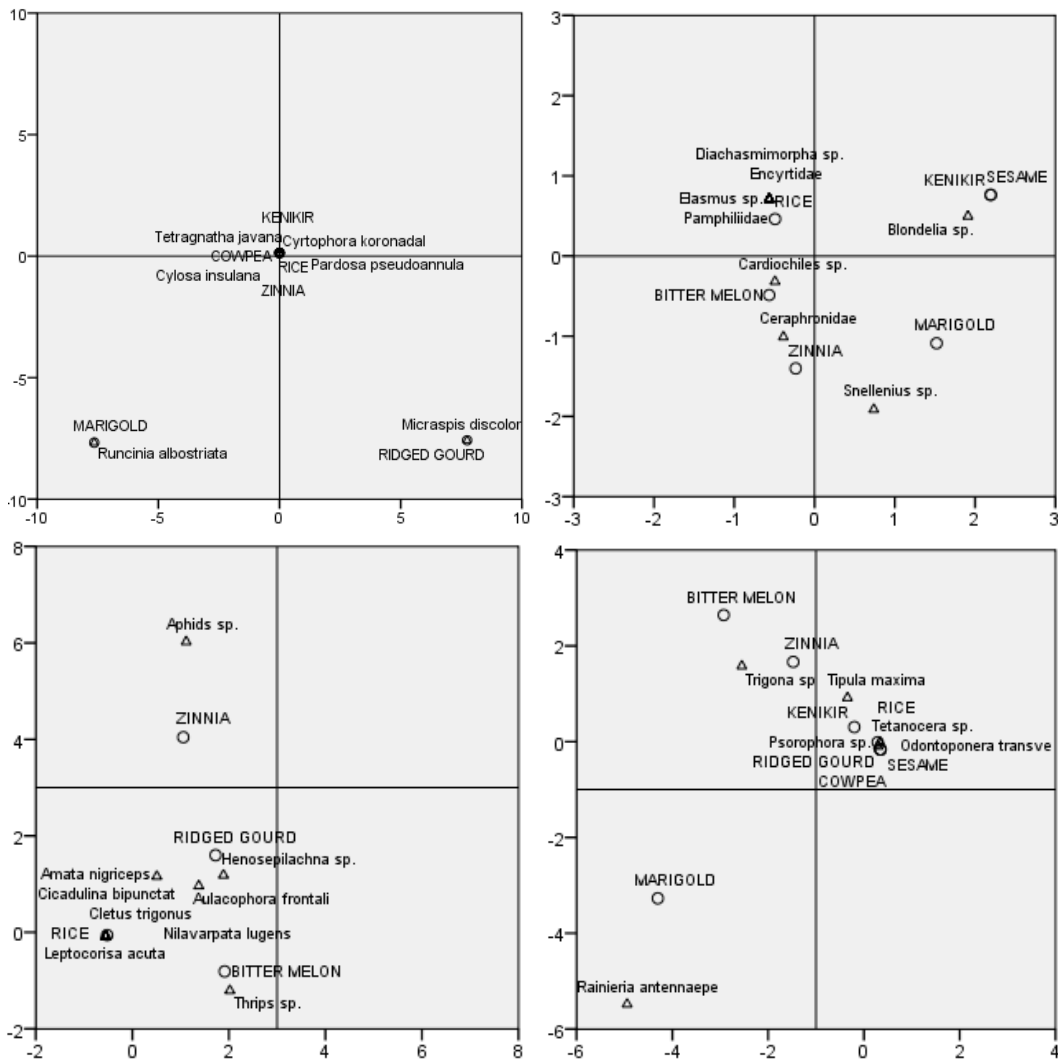 10
5
0
-5
-10
KENIKIR
Tetragnatha javana
Cyrtophora koronadal
COWPEA
RICE
Pardosa pseudoannula
Cylosa insulana
ZINNIA
MARIGOLD
Runcinia albostriata
Micraspis discolor
RIDGED GOURD
-10
-5
0
5
10
3
2
1
0
-1
-2
-3
Diachasmimorpha sp.
Encyrtidae
Elasmus sp.
RICE
Pamphiliidae
KENIKIR
SESAME
Blondelia sp.
Cardiochiles sp.
BITTER MELON
Ceraphronidae
ZINNIA
MARIGOLD
Snellenius sp.
-3
-2
-1
0
1
2
3
8
6
4
2
0
-2
Aphids sp.
ZINNIA
RIDGED GOURD
Henosepilachna sp.
Amata nigriceps
Cicadulina bipunctat
Aulacophora frontali
Cletus trigonus
RICE
Nilavarpata lugens
Leptocorisa acuta
BITTER MELON
Thrips sp.
-2
0
2
4
6
8
4
2
0
-2
-4
-6
BITTER MELON
ZINNIA
Trigona sp
Tipula maxima
KENIKIR
RICE
Tetanocera sp.
Psorophora sp.
Odontoponera transve
RIDGED GOURD
SESAME
COWPEA
MARIGOLD
Rainieria antennaepe
-6
-4
-2
0
2
4